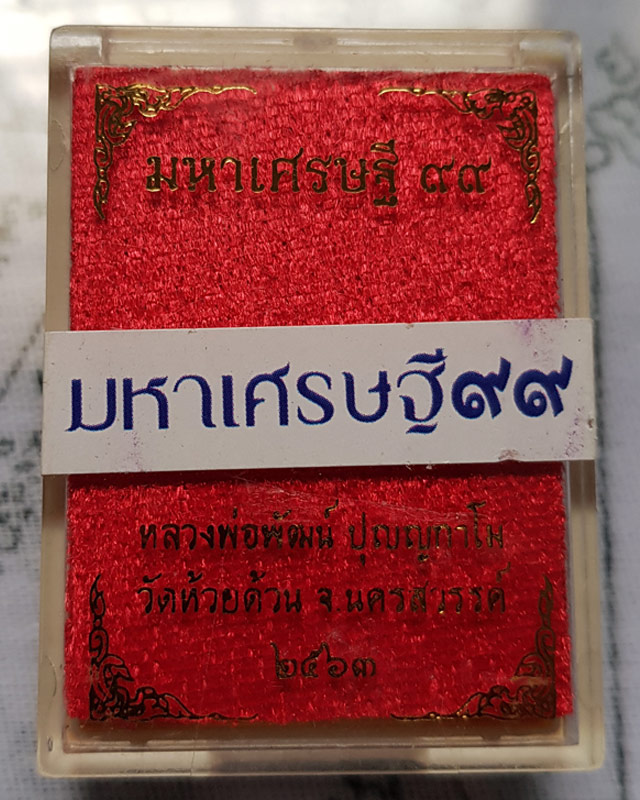 มหาเศรษฐี ๙๙
มหาเศรษฐี๙๙
หลวงพ่อพัฒน์ ปุญญกาโม
วัดห้วยด้วน จ.นครสวรรค์
๒๕๖๓